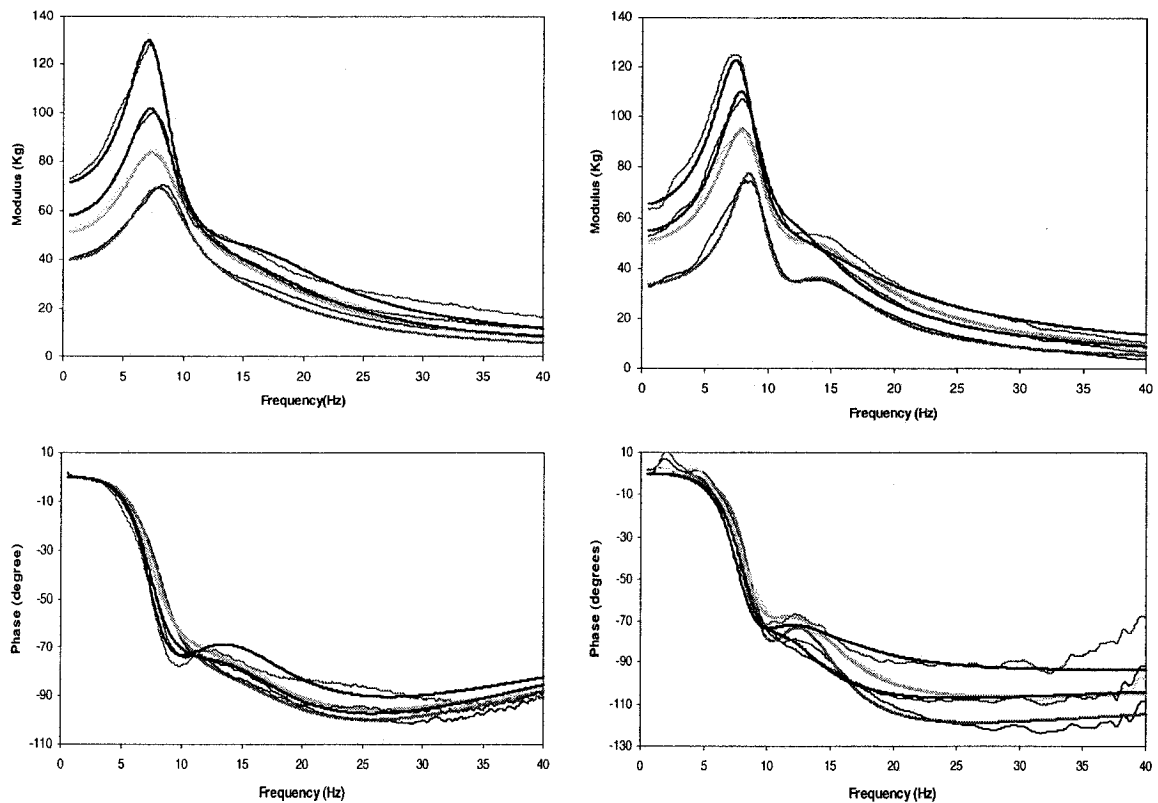 140
120
100
80
60
40
20
0
Modulus (Kg)
0 5 10 15 20 25 30 35 40
Frequency(Hz)
140
120
100
80
60
40
20
0
Modulus (Kg)
0 5 10 15 20 25 30 35 40
Frequency (Hz)
10
-10
-30
-50
-70
-90
-110
Phase (degree)
0 5 10 15 20 25 30 35 40
Frequency (Hz)
10
-10
-30
-50
-70
-90
-110
-130
Phase (degrees)
0 5 10 15 20 25 30 35 40
Frequency (Hz)